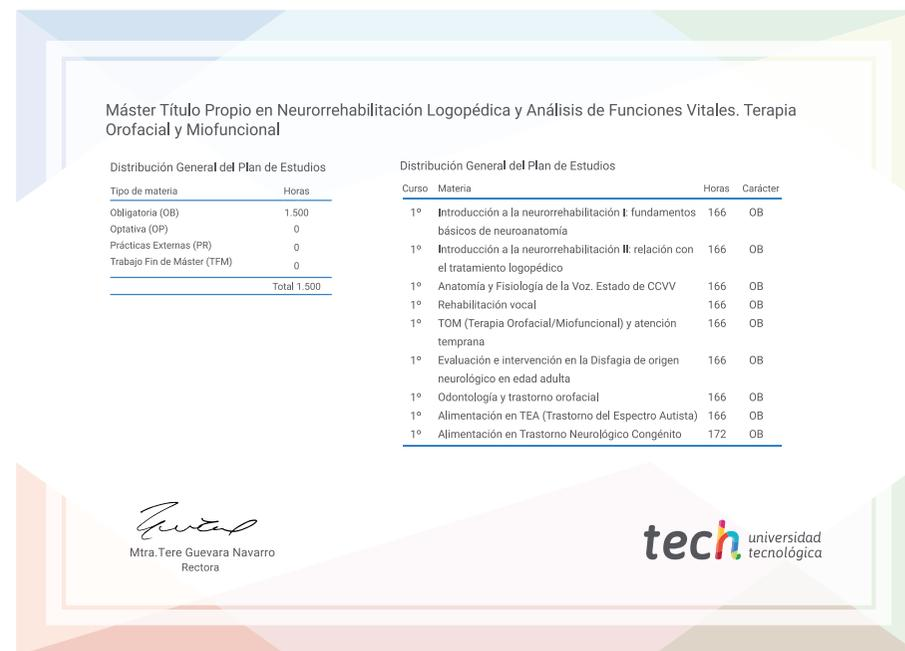 Máster Título Propio en Neurorrehabilitación Logopédica y Análisis de Funciones Vitales. Terapia
Orofacial y Miofuncional
Distribución General del Plan de Estudios
Tipo de materia Horas
Obligatoria (OB) 1.500
Optativa (OP) 0
Prácticas Externas (PR) 0
Trabajo Fin de Máster (TFM) 0
Total 1.500
Distribución General del Plan de Estudios
Curso Materia Horas Carácter
1º Introducción a la neurorrehabilitación I: fundamentos 166 OB
básicos de neuroanatomía
1º Introducción a la neurorrehabilitación II: relación con 166 OB
el tratamiento logopédico
1º Anatomía y Fisiología de la Voz. Estado de CCVV 166 OB
1º Rehabilitación vocal 166 OB
1º TOM (Terapia Orofacial/Miofuncional) y atención 166 OB
temprana
1º Evaluación e intervención en la Disfagia de origen 166 OB
neurológico en edad adulta
1º Odontología y trastorno orofacial 166 OB
1º Alimentación en TEA (Trastorno del Espectro Autista) 166 OB
1º Alimentación en Trastorno Neurológico Congénito 172 OB
Mtra.Tere Guevara Navarro
Rectora
tech universidad
tecnológica